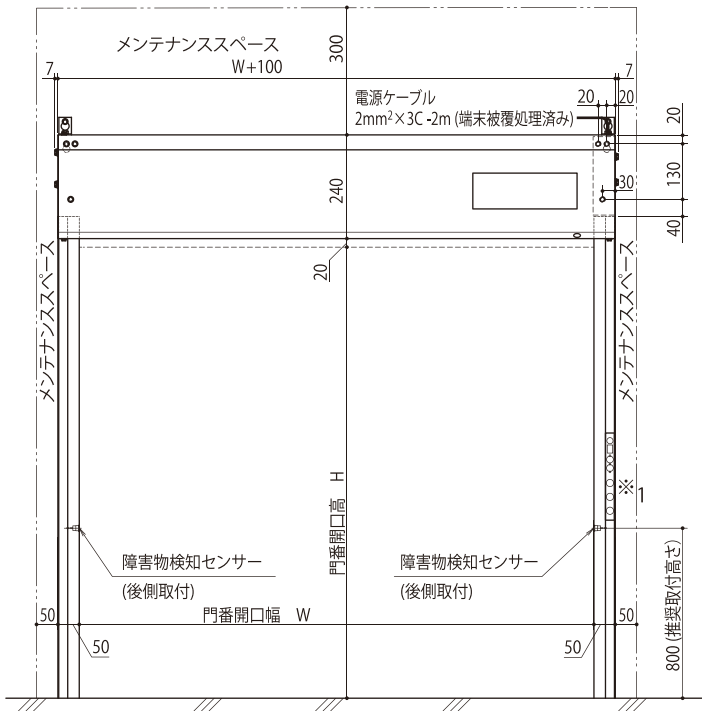 メンテナンススペース
300
7
W+100
7
電源ケーブル
2mm²×3C -2m (端末被覆処理済み)
20
20
20
130
30
240
40
20
メンテナンススペース
メンテナンススペース
門番開口高 H
※1
障害物検知センサー
(後側取付)
障害物検知センサー
(後側取付)
800 (推奨取付高さ)
50
門番開口幅 W
50
50
50